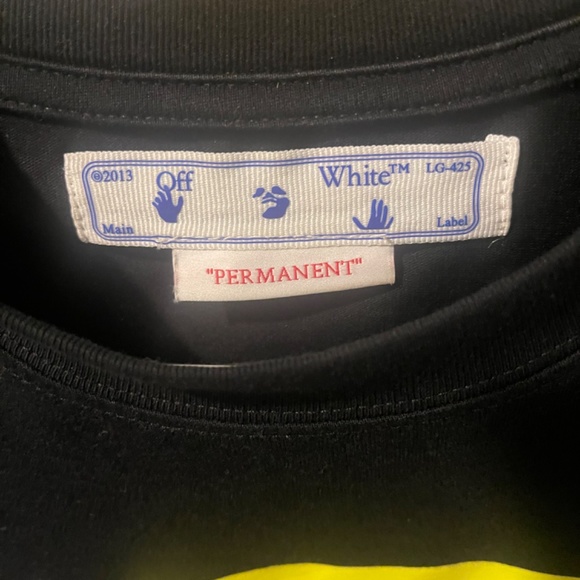 ©2013 Off White™ LG-425
Main Label
"PERMANENT"